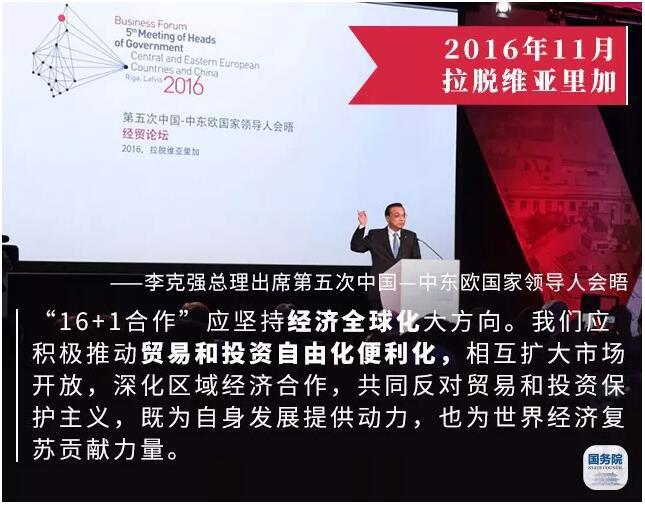 Business Forum
5th Meeting of Heads
of Government
Central and Eastern European
Countries and China
Riga, Latvia 2016
第五次中国-中东欧国家领导人会晤
经贸论坛
2016，拉脱维亚里加
2016年11月
拉脱维亚里加
——李克强总理出席第五次中国—中东欧国家领导人会晤
“16+1合作”应坚持经济全球化大方向。我们应
积极推动贸易和投资自由化便利化，相互扩大市场
开放，深化区域经济合作，共同反对贸易和投资保
护主义，既为自身发展提供动力，也为世界经济复
苏贡献力量。
国务院
STATE COUNCIL